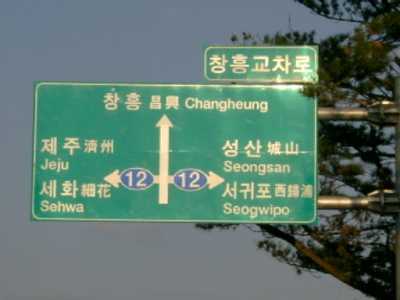 창흥교차로
창흥 昌興 Changheung
제주 濟州
Jeju
성산 城山
Seongsan
12
12
세화 細花
Sehwa
서귀포 西歸浦
Seogwipo